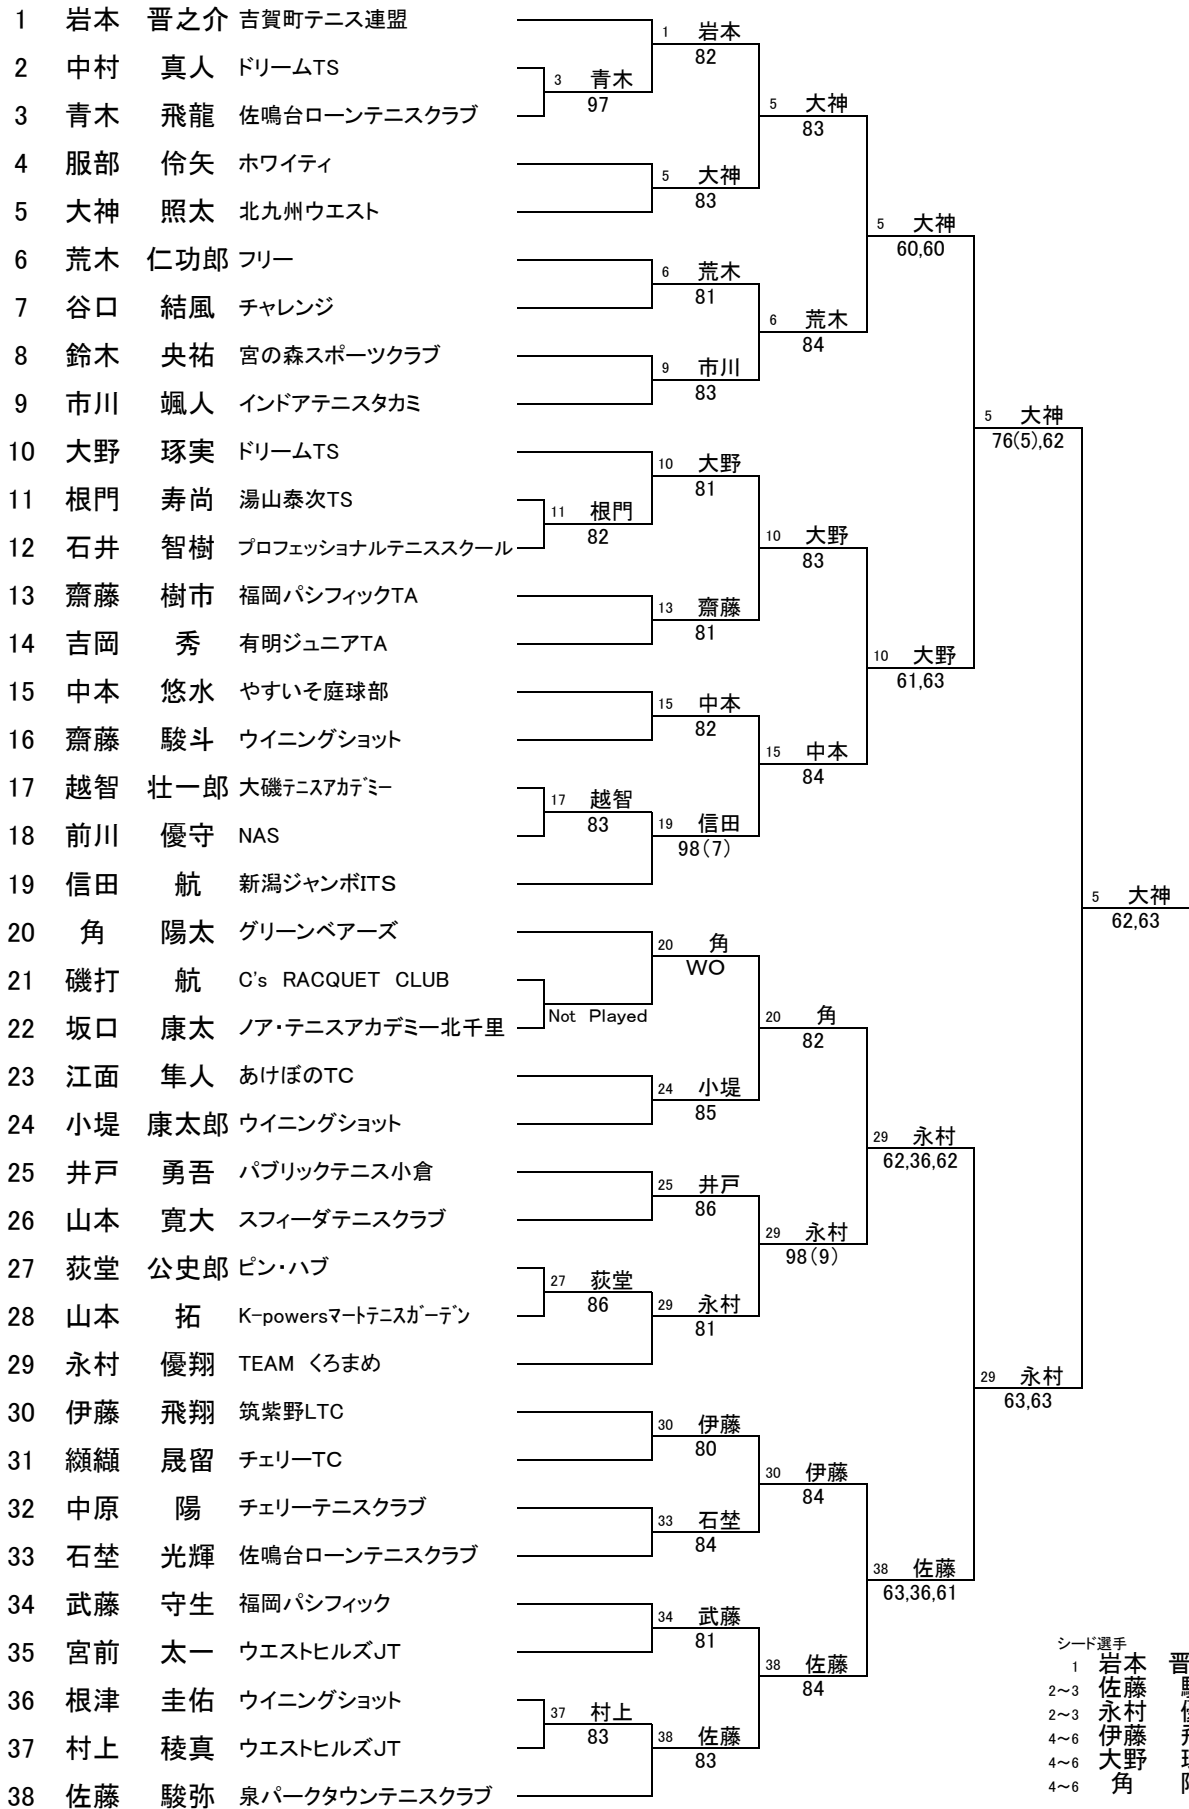 1 岩本 晋之介 吉賀町テニス連盟
2 中村 真人 ドリームTS
3 青木 飛龍 佐鳴台ローンテニスクラブ
4 服部 伶矢 ホワイティ
5 大神 照太 北九州ウエスト
6 荒木 仁功郎 フリー
7 谷口 結風 チャレンジ
8 鈴木 央祐 宮の森スポーツクラブ
9 市川 颯人 インドアテニスタカミ
10 大野 琢実 ドリームTS
11 根門 寿尚 湯山泰次TS
12 石井 智樹 プロフェッショナルテニススクール
13 齋藤 樹市 福岡パシフィックTA
14 吉岡 秀 有明ジュニアTA
15 中本 悠水 やすいそ庭球部
16 齋藤 駿斗 ウイニングショット
17 越智 壮一郎 大磯テニスアカデミー
18 前川 優守 NAS
19 信田 航 新潟ジャンボITS
20 角 陽太 グリーンベアーズ
21 磯打 航 C's RACQUET CLUB
22 坂口 康太 ノア・テニスアカデミー北千里
23 江面 隼人 あけぼのTC
24 小堤 康太郎 ウイニングショット
25 井戸 勇吾 パブリックテニス小倉
26 山本 寛大 スフィーダテニスクラブ
27 荻堂 公史郎 ピン・ハブ
28 山本 拓 K-powersマートテニスガーデン
29 永村 優翔 TEAM くろまめ
30 伊藤 飛翔 筑紫野LTC
31 纐纈 晟留 チェリーTC
32 中原 陽 チェリーテニスクラブ
33 石埜 光輝 佐鳴台ローンテニスクラブ
34 武藤 守生 福岡パシフィック
35 宮前 太一 ウエストヒルズJT
36 根津 圭佑 ウイニングショット
37 村上 稜真 ウエストヒルズJT
38 佐藤 駿弥 泉パークタウンテニスクラブ
3 青木
97
11 根門
82
17 越智
83
Not Played
27 荻堂
86
37 村上
83
1 岩本
82
5 大神
83
6 荒木
81
9 市川
83
10 大野
81
13 齋藤
81
15 中本
82
19 信田
98(7)
20 角
WO
24 小堤
85
25 井戸
86
29 永村
81
30 伊藤
80
33 石埜
84
34 武藤
81
38 佐藤
83
5 大神
83
6 荒木
84
10 大野
83
15 中本
84
20 角
82
29 永村
98(9)
30 伊藤
84
38 佐藤
84
5 大神
60,60
10 大野
61,63
29 永村
62,36,62
38 佐藤
63,36,61
5 大神
76(5),62
29 永村
63,63
5 大神
62,63
シード選手
1 岩本 晋
2~3 佐藤
2~3 永村
4~6 伊藤
4~6 大野
4~6 角